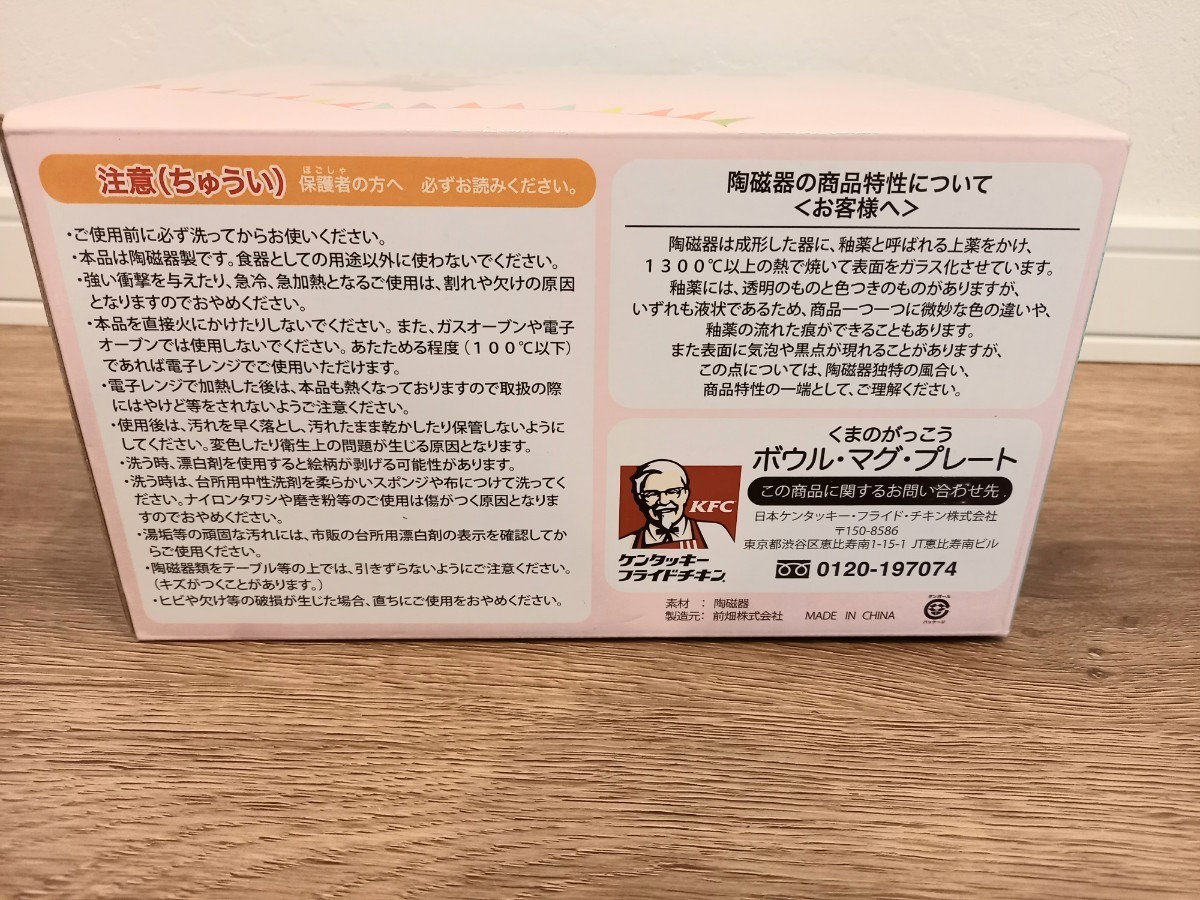 注意(ちゅうい) 保護者の方へ 必ずお読みください。
ほごしゃ
・ご使用前に必ず洗ってからお使いください。
・本品は陶磁器製です。食器としての用途以外に使わないでください。
・強い衝撃を与えたり、急冷、急加熱となるご使用は、割れや欠けの原因
となりますのでおやめください。
・本品を直接火にかけたりしないでください。また、ガスオーブンや電子
オーブンでは使用しないでください。あたためる程度(100℃以下)
であれば電子レンジでご使用いただけます。
・電子レンジで加熱した後は、本品も熱くなっておりますので取扱の際
にはやけど等をされないようご注意ください。
・使用後は、汚れを早く落とし、汚れたまま乾かしたり保管しないように
してください。変色したり衛生上の問題が生じる原因となります。
・洗う時、漂白剤を使用すると絵柄が剥げる可能性があります。
・洗う時は、台所用中性洗剤を柔らかいスポンジや布につけて洗ってく
ださい。ナイロンタワシや磨き粉等のご使用は傷がつく原因となりま
すのでおやめください。
・湯垢等の頑固な汚れには、市販の台所用漂白剤の表示を確認してか
らご使用ください。
・陶磁器類をテーブル等の上では、引きずらないようにご注意ください。
(キズがつくことがあります。)
・ヒビや欠け等の破損が生じた場合、直ちにご使用をおやめください。
陶磁器の商品特性について
<お客様へ>
陶磁器は成形した器に、釉薬と呼ばれる上薬をかけ、
1300℃以上の熱で焼いて表面をガラス化させています。
釉薬には、透明のものと色つきのものがありますが、
いずれも液状であるため、商品一つ一つに微妙な色の違いや、
釉薬の流れた痕ができることもあります。
また表面に気泡や黒点が現れることがありますが、
この点については、陶磁器独特の風合い、
商品特性の一端として、ご理解ください。
くまのがっこう
ボウル・マグ・プレート
この商品に関するお問い合わせ先
KFC
ケンタッキー
フライドチキン
日本ケンタッキー・フライド・チキン株式会社
〒150-8586
東京都渋谷区恵比寿南1-15-1 JT恵比寿南ビル
0120-197074
素材 : 陶磁器
製造元: 前畑株式会社 MADE IN CHINA
ダンボール
パッケージ